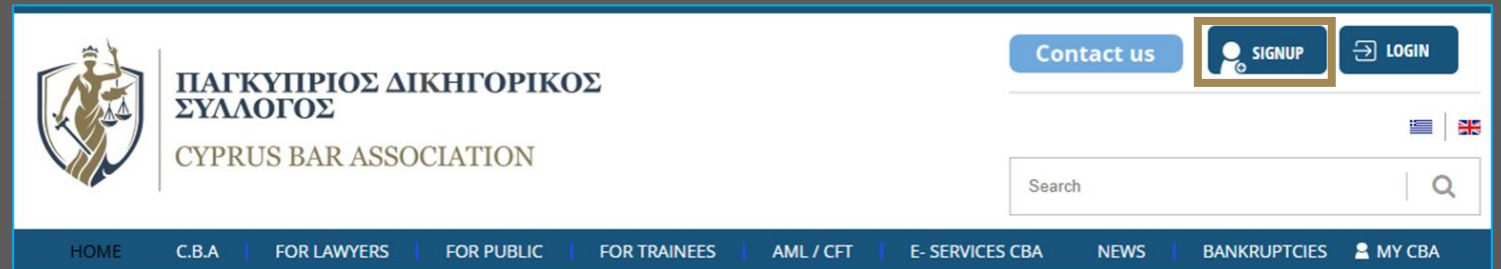 Contact us
SIGNUP
LOGIN
ΠΑΓΚΥΠΡΙΟΣ ΔΙΚΗΓΟΡΙΚΟΣ
ΣΥΛΛΟΓΟΣ
CYPRUS BAR ASSOCIATION
Search
HOME C.B.A FOR LAWYERS FOR PUBLIC FOR TRAINEES AML / CFT E- SERVICES CBA NEWS BANKRUPTCIES MY CBA